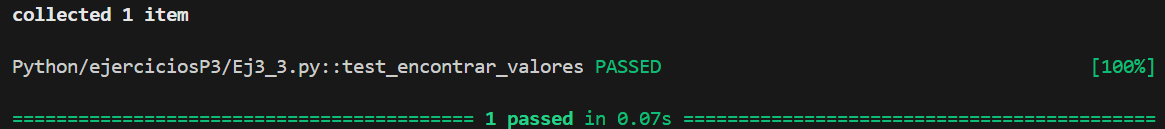 collected 1 item
Python/ejerciciosP3/Ej3_3.py::test_encontrar_valores PASSED [100%]
========================================== 1 passed in 0.07s ===========================================